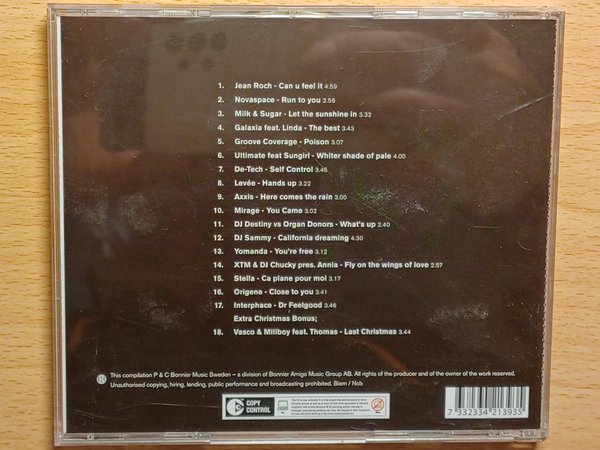 1. Jean Roch - Can u feel it 4.59
2. Novaspace - Run to you 2.56
3. Milk & Sugar - Let the sunshine in 3.32
4. Galaxia feat. Linda - The best 3.43
5. Groove Coverage - Poison 3.07
6. Ultimate feat Sungirl - Whiter shade of pale 4.00
7. De-Tech - Self Control 3.45
8. Levée - Hands up 3.22
9. Axxis - Here comes the rain 3.00
10. Mirage - You Came 3.02
11. DJ Destiny vs Organ Donors - What's up 2.40
12. DJ Sammy - California dreaming 4.30
13. Yomanda - You're free 3.12
14. XTM & DJ Chucky pres. Annia - Fly on the wings of love 2.57
15. Stella - Ca plane pour moi 3.17
16. Origene - Close to you 3.41
17. Interphace - Dr Feelgood 3.46
Extra Christmas Bonus;
18. Vasco & Millboy feat. Thomas - Last Christmas 3.44
This compilation P & C Bonnier Music Sweden – a division of Bonnier Amigo Music Group AB. All rights of the producer and of the owner of the work reserved.
Unauthorised copying, hiring, lending, public performance and broadcasting prohibited. Biem / Ncb
COPY
CONTROL
7 332334 213935